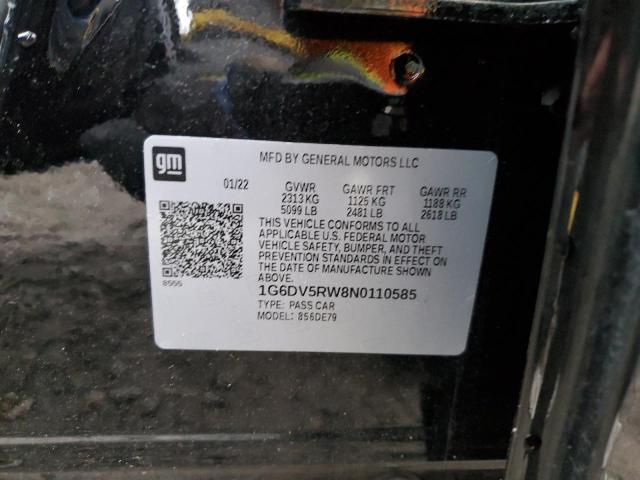 gm
MFD BY GENERAL MOTORS LLC
01/22 GVWR GAWR FRT GAWR RR
2313 KG 1125 KG 1188 KG
5099 LB 2481 LB 2618 LB
THIS VEHICLE CONFORMS TO ALL
APPLICABLE U.S. FEDERAL MOTOR
VEHICLE SAFETY, BUMPER, AND THEFT
PREVENTION STANDARDS IN EFFECT ON
THE DATE OF MANUFACTURE SHOWN
ABOVE.
1G6DV5RW8N0110585
TYPE: PASS CAR
MODEL: 856DE79